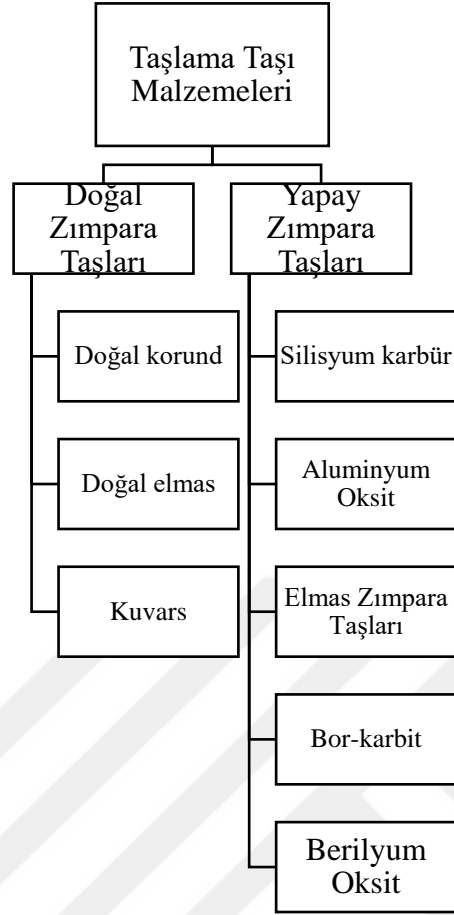 Taşlama Taşı
Malzemeleri
Doğal
Zımpara
Taşları
Yapay
Zımpara
Taşları
Doğal korund
Doğal elmas
Kuvars
Silisyum karbür
Aluminyum
Oksit
Elmas Zımpara
Taşları
Bor-karbit
Berilyum
Oksit